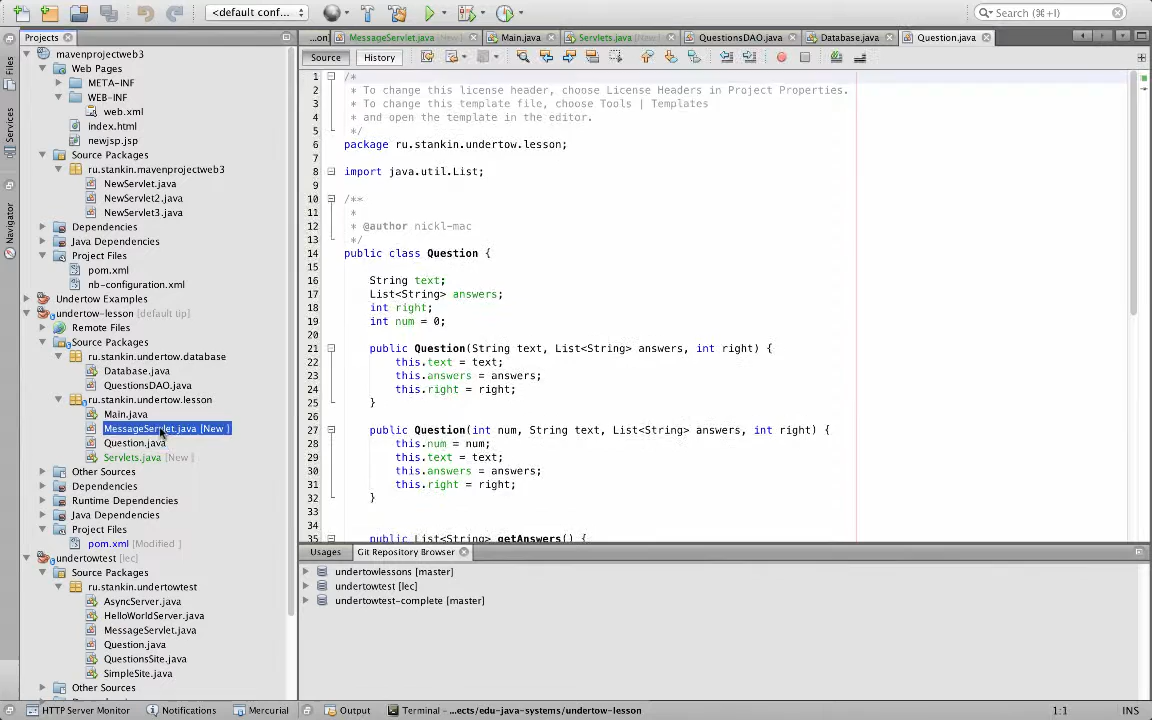 <default conf...
Search (⌘+I)
Projects
...on]
MessageServlet.java [New ]
Main.java
Servlets.java [New ]
QuestionsDAO.java
Database.java
Question.java
Files
Services
Navigator
Source
History
mavenprojectweb3
Web Pages
META-INF
WEB-INF
web.xml
index.html
newjsp.jsp
Source Packages
ru.stankin.mavenprojectweb3
NewServlet.java
NewServlet2.java
NewServlet3.java
Dependencies
Java Dependencies
Project Files
pom.xml
nb-configuration.xml
Undertow Examples
undertow-lesson [default tip]
Remote Files
Source Packages
ru.stankin.undertow.database
Database.java
QuestionsDAO.java
ru.stankin.undertow.lesson
Main.java
MessageServlet.java [New ]
Question.java
Servlets.java [New ]
Other Sources
Dependencies
Runtime Dependencies
Java Dependencies
Project Files
pom.xml [Modified ]
undertowtest [lec]
Source Packages
ru.stankin.undertowtest
AsyncServer.java
HelloWorldServer.java
MessageServlet.java
Question.java
QuestionsSite.java
SimpleSite.java
Other Sources
1 /*
2 * To change this license header, choose License Headers in Project Properties.
3 * To change this template file, choose Tools | Templates
4 * and open the template in the editor.
5 */
6 package ru.stankin.undertow.lesson;
7
8 import java.util.List;
9
10 /**
11 *
12 * @author nickl-mac
13 */
14 public class Question {
15
16 String text;
17 List<String> answers;
18 int right;
19 int num = 0;
20
21 public Question(String text, List<String> answers, int right) {
22 this.text = text;
23 this.answers = answers;
24 this.right = right;
25 }
26
27 public Question(int num, String text, List<String> answers, int right) {
28 this.num = num;
29 this.text = text;
30 this.answers = answers;
31 this.right = right;
32 }
33
34
35 public List<String> getAnswers() {
Usages
Git Repository Browser
undertowlessons [master]
undertowtest [lec]
undertowtest-complete [master]
HTTP Server Monitor
Notifications
Mercurial
Output
Terminal - ...ects/edu-java-systems/undertow-lesson
1:1
INS